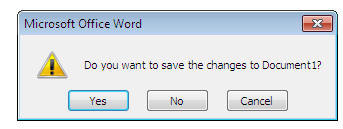 Microsoft Office Word
Do you want to save the changes to Document1?
Yes No Cancel